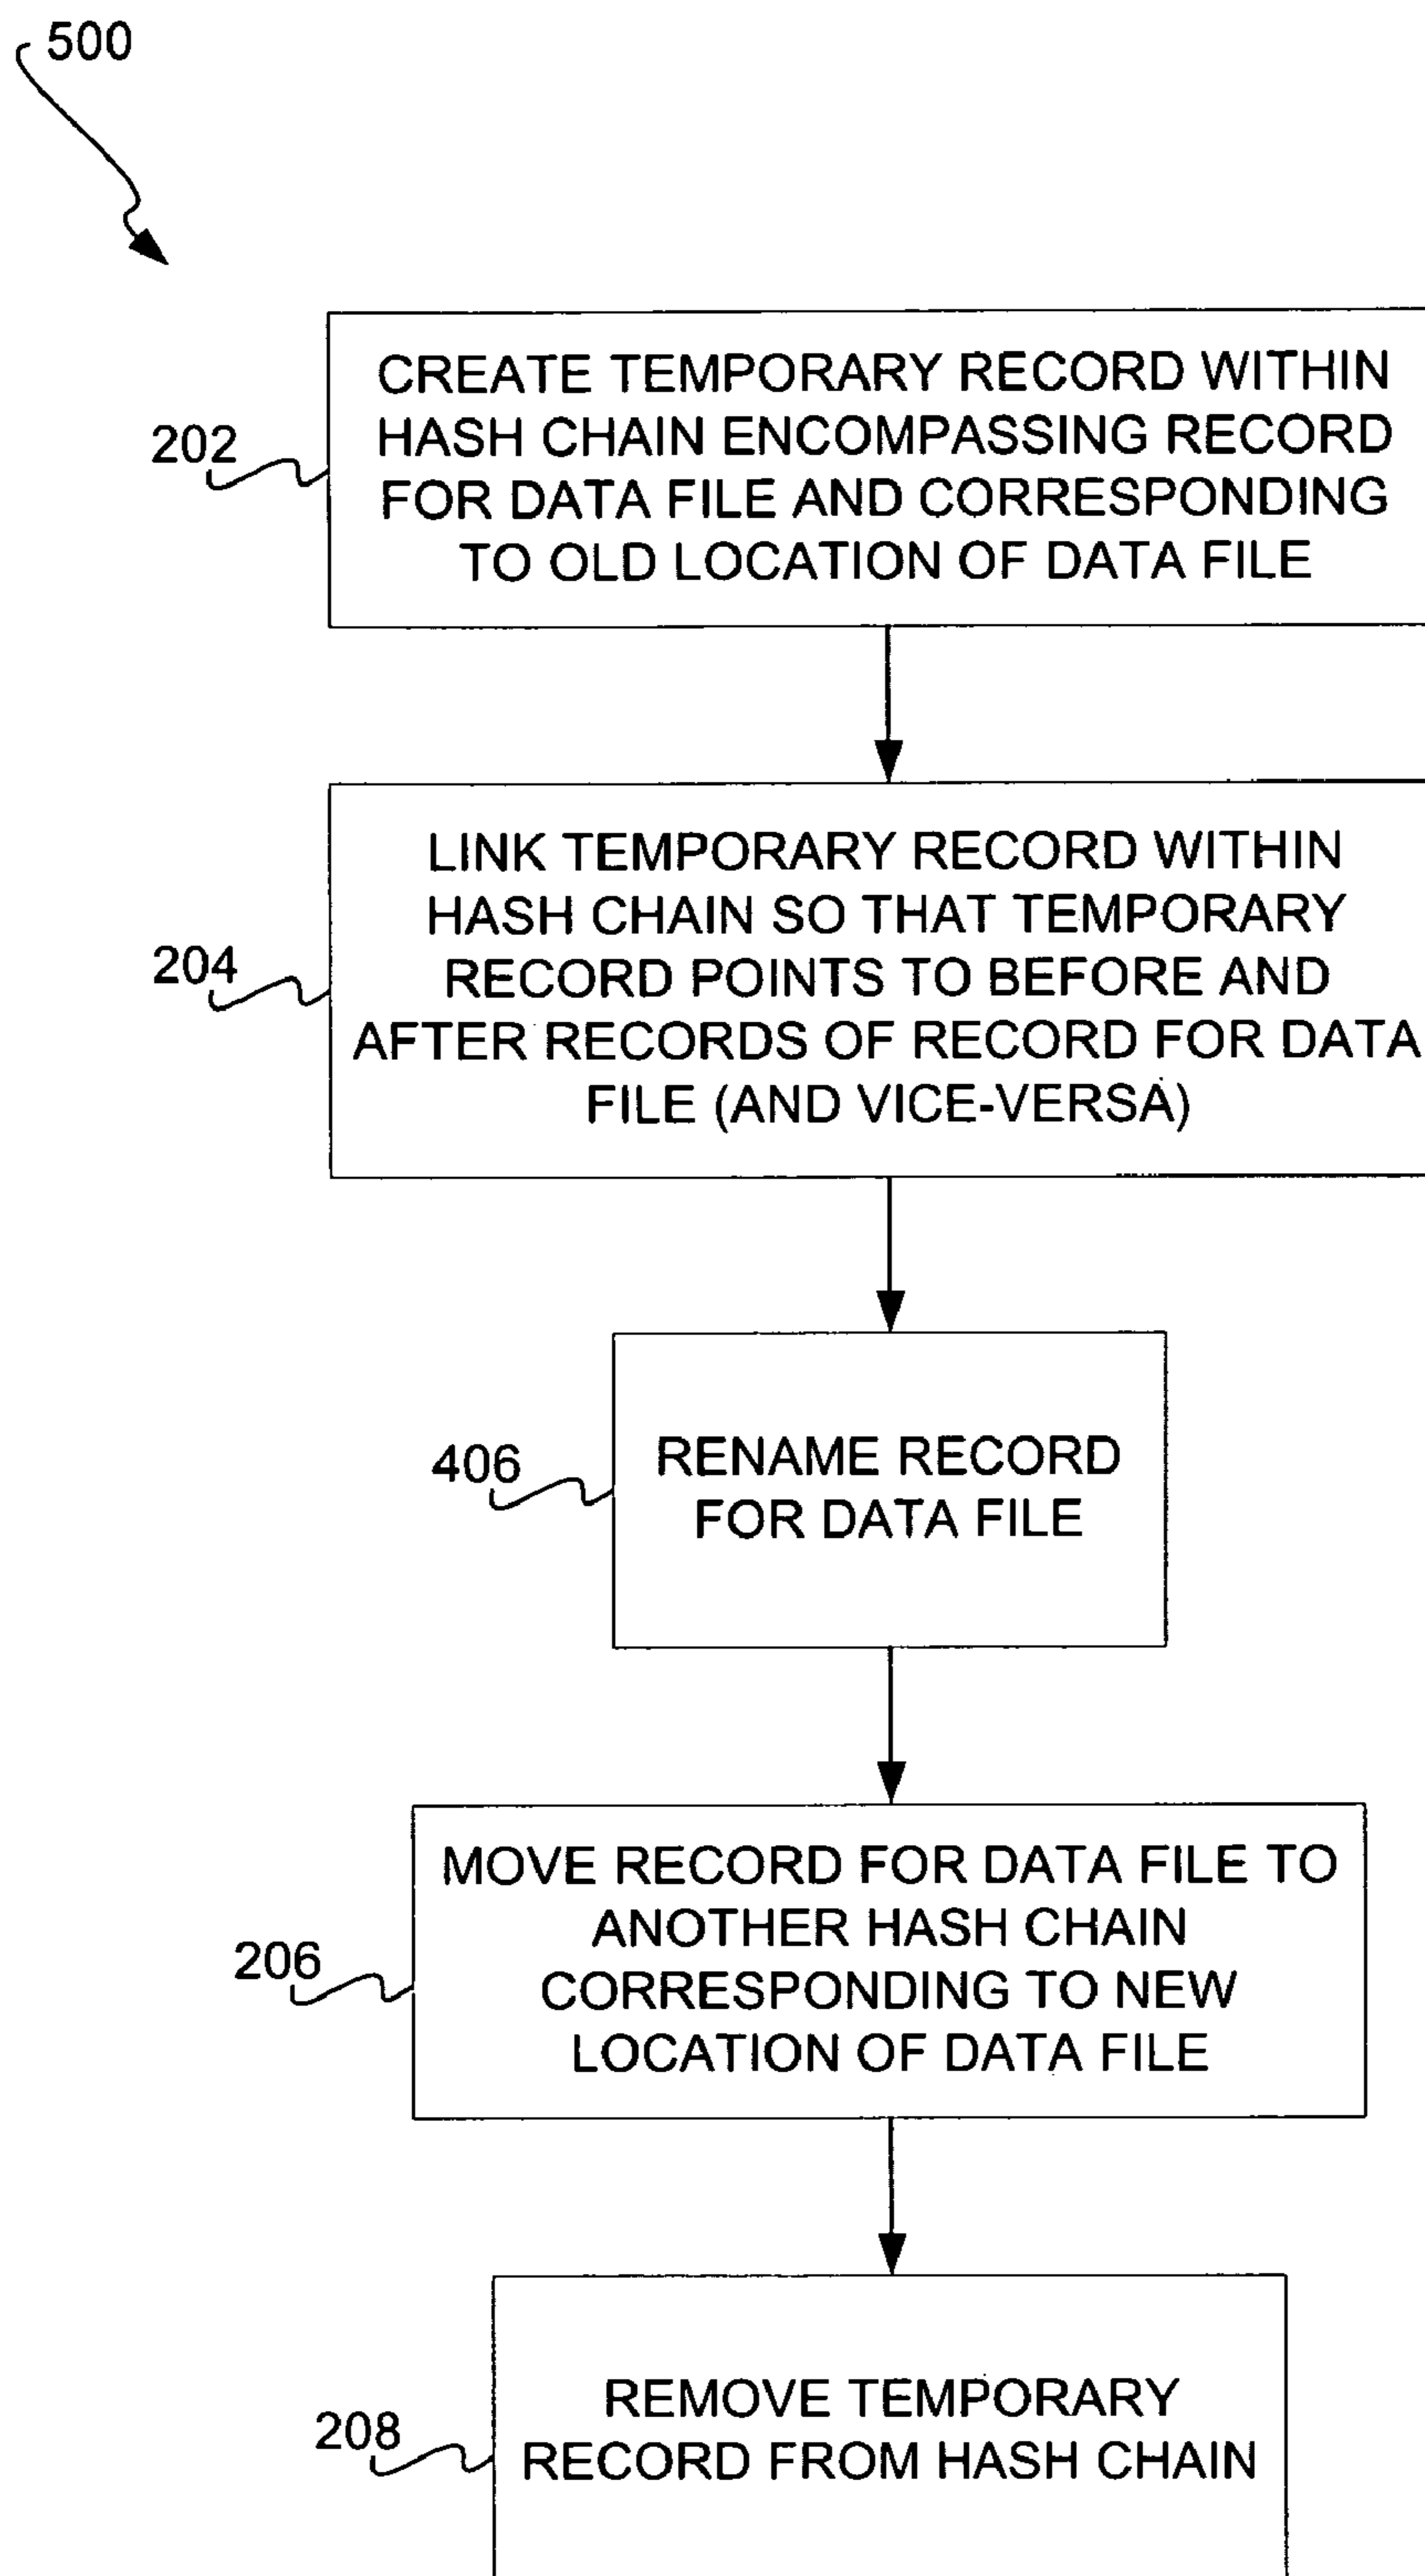 500
202
CREATE TEMPORARY RECORD WITHIN
HASH CHAIN ENCOMPASSING RECORD
FOR DATA FILE AND CORRESPONDING
TO OLD LOCATION OF DATA FILE
204
LINK TEMPORARY RECORD WITHIN
HASH CHAIN SO THAT TEMPORARY
RECORD POINTS TO BEFORE AND
AFTER RECORDS OF RECORD FOR DATA
FILE (AND VICE-VERSA)
406
RENAME RECORD
FOR DATA FILE
206
MOVE RECORD FOR DATA FILE TO
ANOTHER HASH CHAIN
CORRESPONDING TO NEW
LOCATION OF DATA FILE
208
REMOVE TEMPORARY
RECORD FROM HASH CHAIN